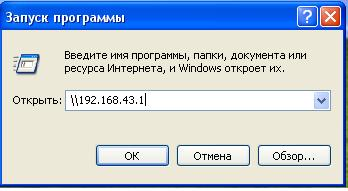 Запуск программы
Введите имя программы, папки, документа или
ресурса Интернета, и Windows откроет их.
Открыть: \\192.168.43.1
ОК Отмена Обзор...